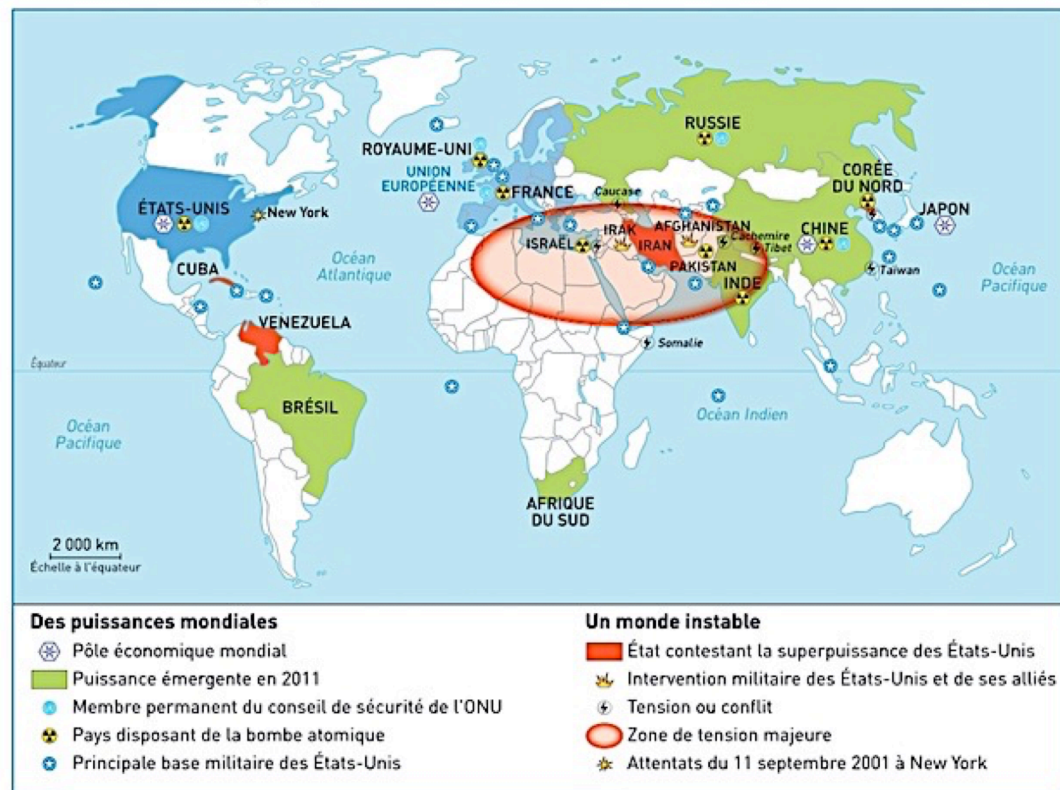 RUSSIE
ROYAUME-UNI
UNION
EUROPÉENNE
FRANCE
Caucase
CORÉE
DU NORD
JAPON
ÉTATS-UNIS
New York
CHINE
AFGHANISTAN
IRAK
Cachemire
Tibet
ISRAËL
IRAN
PAKISTAN
INDE
Taïwan
Océan
Atlantique
Océan
Pacifique
CUBA
VENEZUELA
Somalie
Équateur
BRÉSIL
Océan
Pacifique
Océan Indien
AFRIQUE
DU SUD
2 000 km
Échelle à l'équateur
Des puissances mondiales
Pôle économique mondial
Puissance émergente en 2011
Membre permanent du conseil de sécurité de l'ONU
Pays disposant de la bombe atomique
Principale base militaire des États-Unis
Un monde instable
État contestant la superpuissance des États-Unis
Intervention militaire des États-Unis et de ses alliés
Tension ou conflit
Zone de tension majeure
Attentats du 11 septembre 2001 à New York